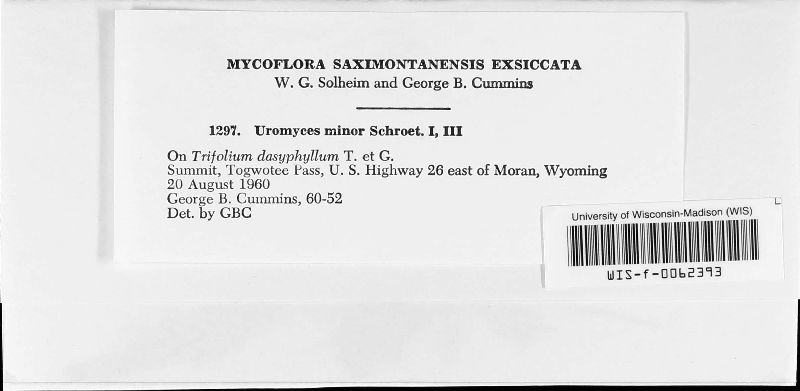 MYCOFLORA SAXIMONTANENSIS EXSICCATA
W. G. Solheim and George B. Cummins
1297. Uromyces minor Schroet. I, III
On Trifolium dasyphyllum T. et G.
Summit, Togwotee Pass, U. S. Highway 26 east of Moran, Wyoming
20 August 1960
George B. Cummins, 60-52
Det. by GBC
University of Wisconsin-Madison (WIS)
WIS-f-0062393